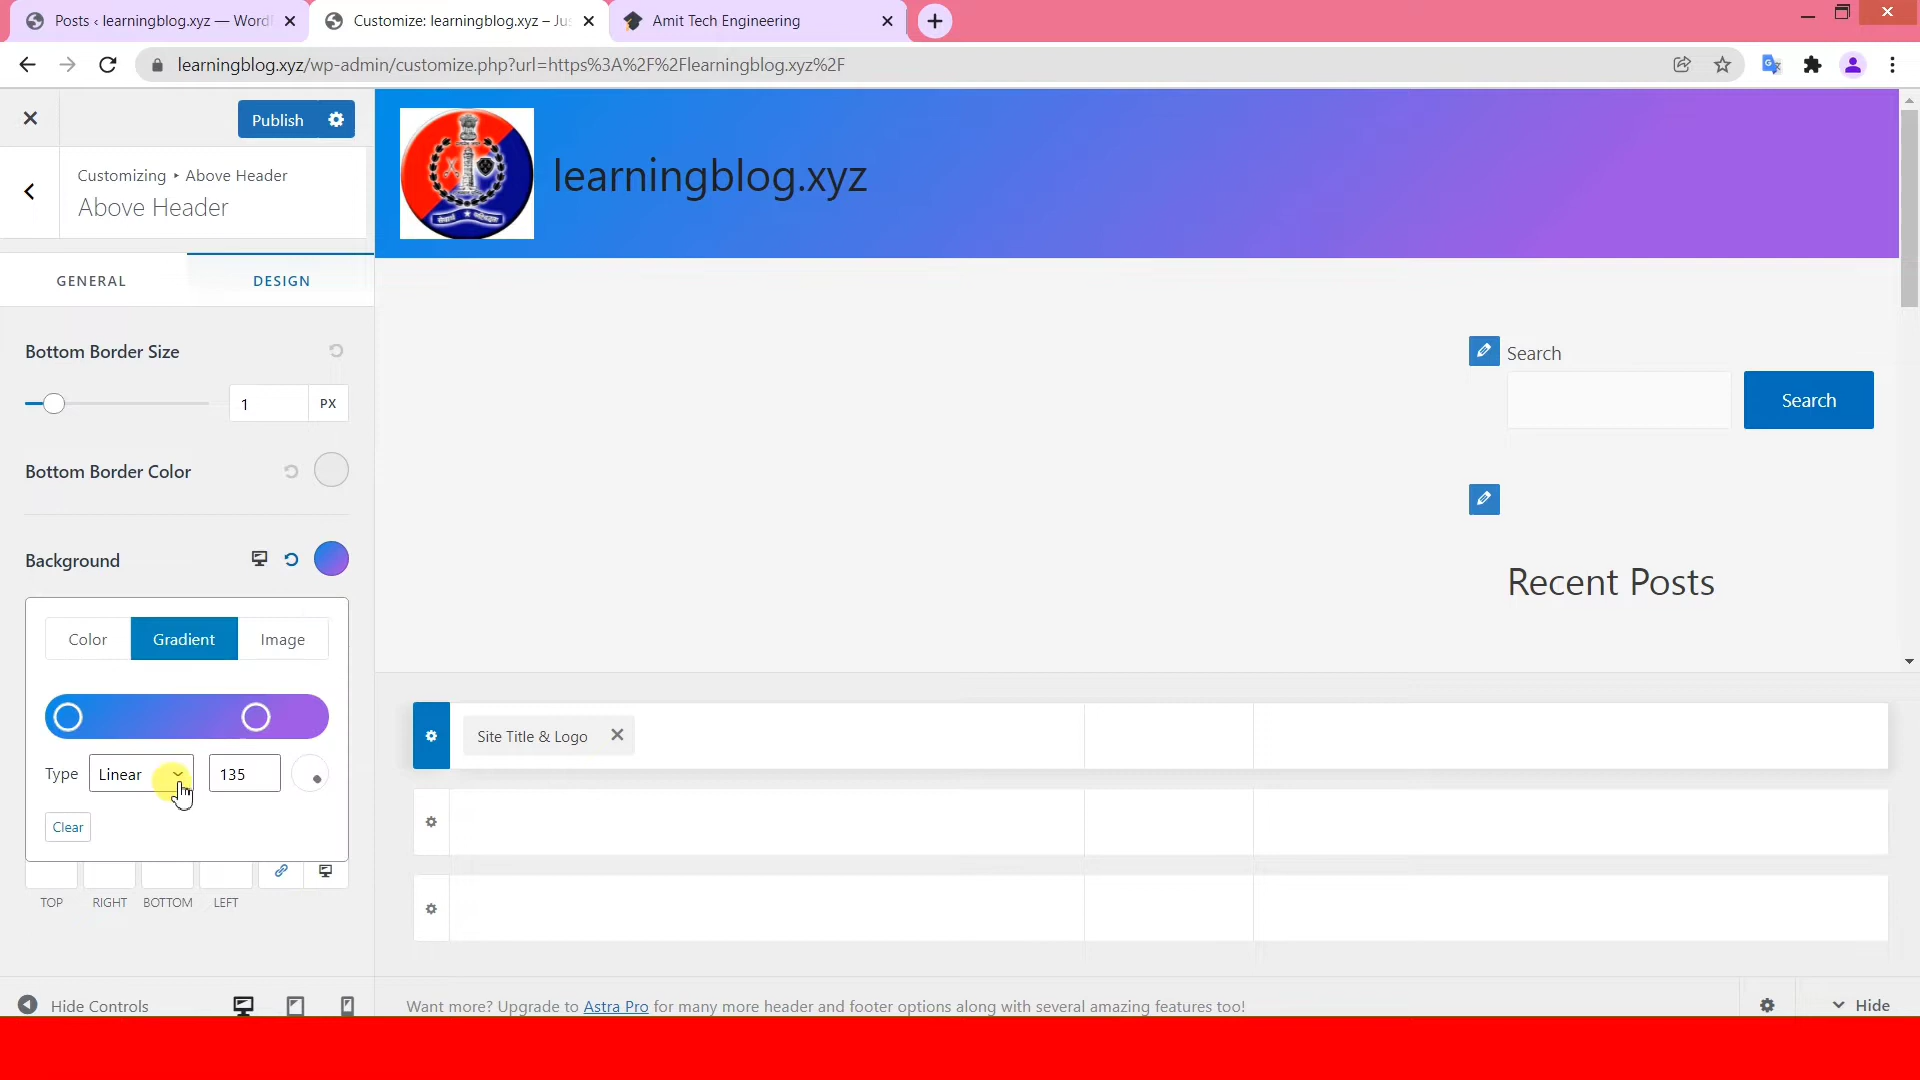 Posts ‹ learningblog.xyz — Word
Customize: learningblog.xyz – Jus
Amit Tech Engineering
learningblog.xyz/wp-admin/customize.php?url=https%3A%2F%2Flearningblog.xyz%2F
Publish
Customizing ▸ Above Header
Above Header
GENERAL
DESIGN
Bottom Border Size
1
PX
Bottom Border Color
Background
Color
Gradient
Image
Type
Linear
135
Clear
TOP
RIGHT
BOTTOM
LEFT
Hide Controls
learningblog.xyz
Search
Search
Recent Posts
Site Title & Logo
Want more? Upgrade to Astra Pro for many more header and footer options along with several amazing features too!
Hide